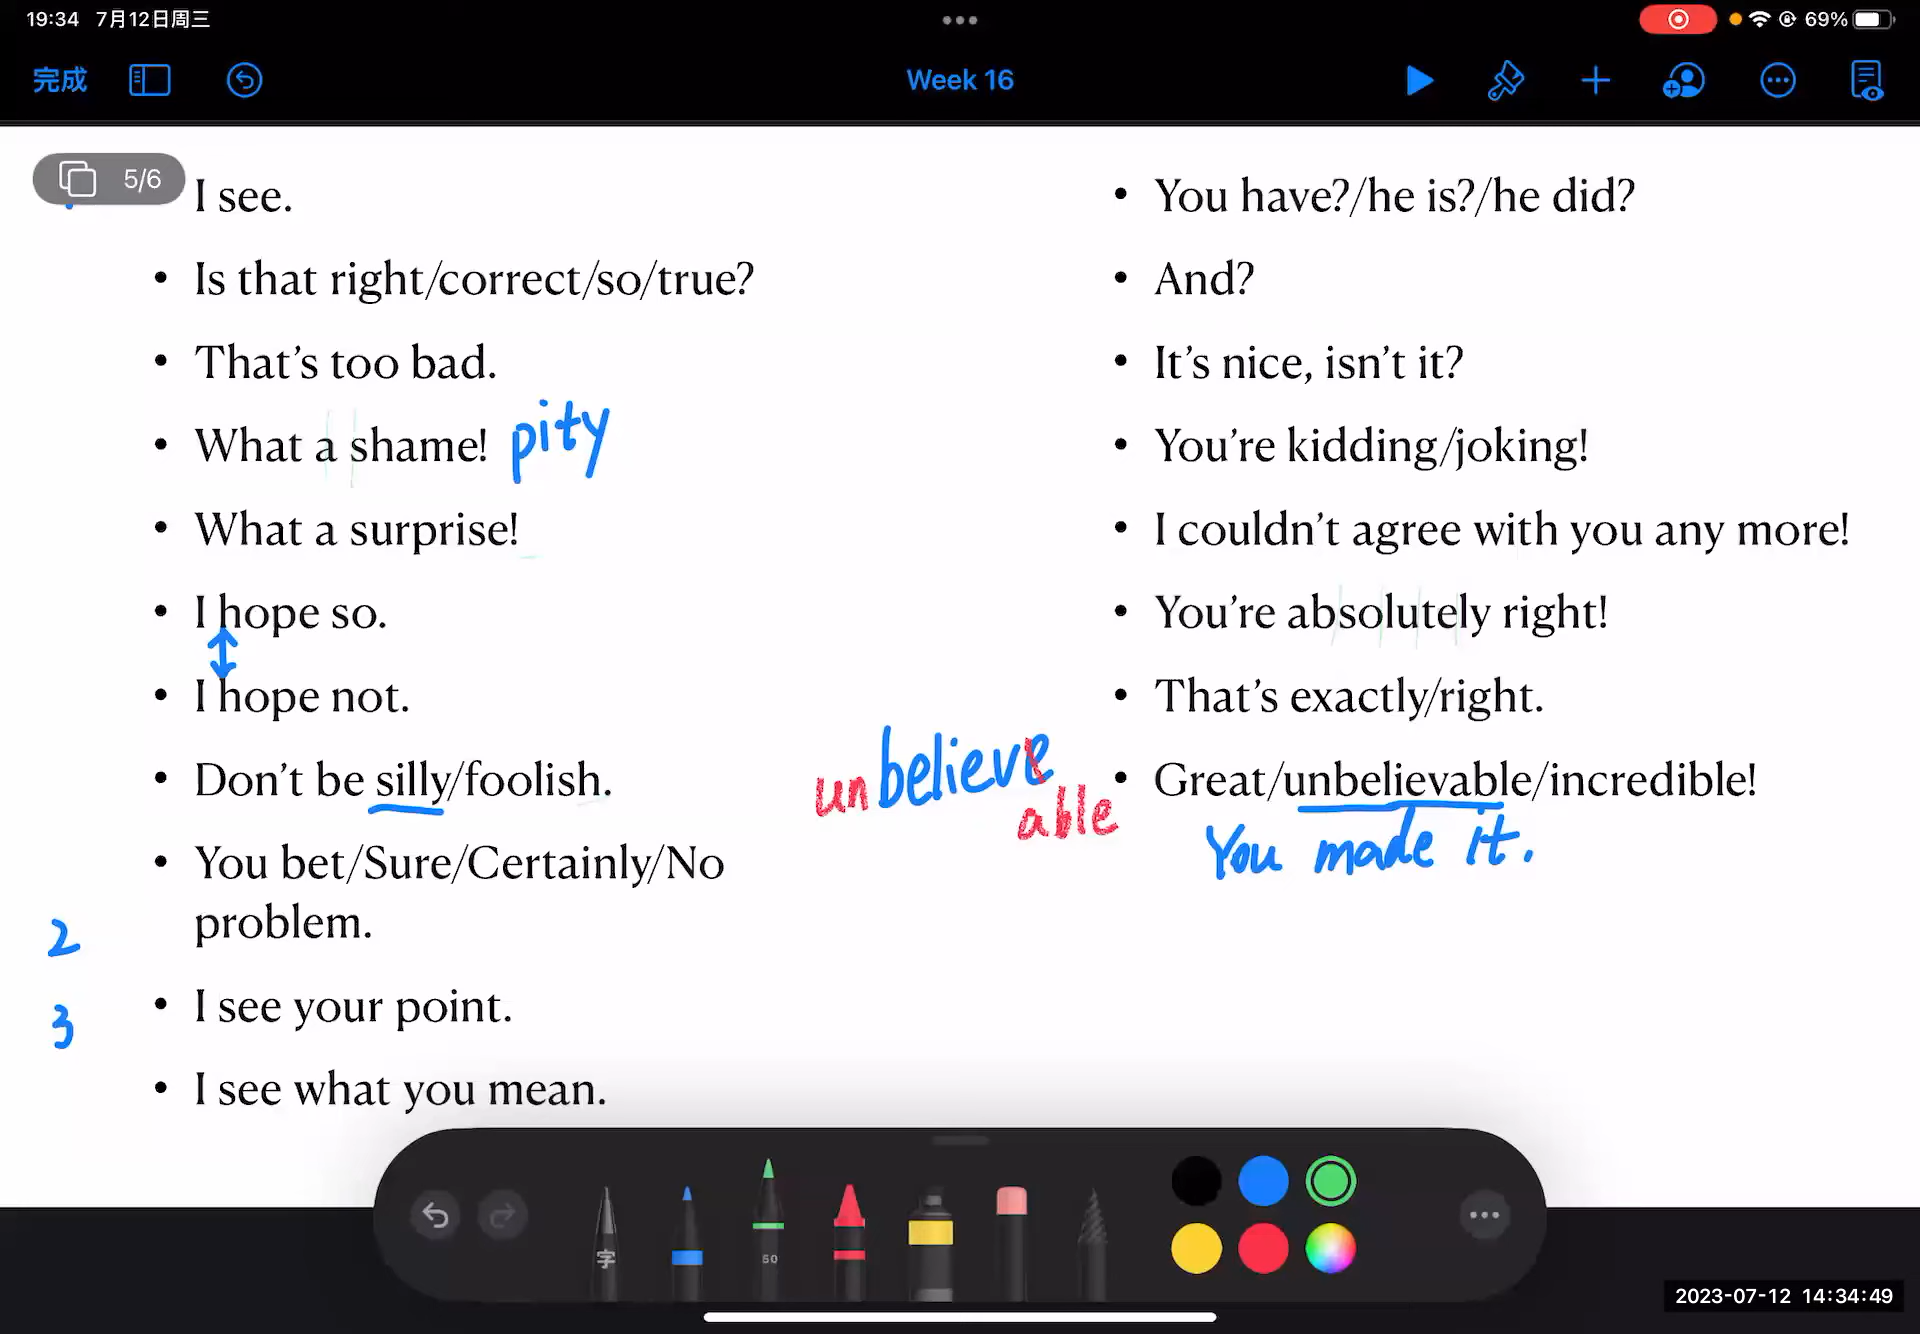 19:34 7月12日周三
69%
完成
Week 16
5/6
I see.
Is that right/correct/so/true?
That's too bad.
What a shame! pity
What a surprise!
I hope so.
I hope not.
Don't be silly/foolish.
You bet/Sure/Certainly/No
problem.
2
3
I see your point.
I see what you mean.
You have?/he is?/he did?
And?
It's nice, isn't it?
You're kidding/joking!
I couldn't agree with you any more!
You're absolutely right!
That's exactly/right.
unbelieve
able
Great/unbelievable/incredible!
You made it.
字
50
2023-07-12 14:34:49